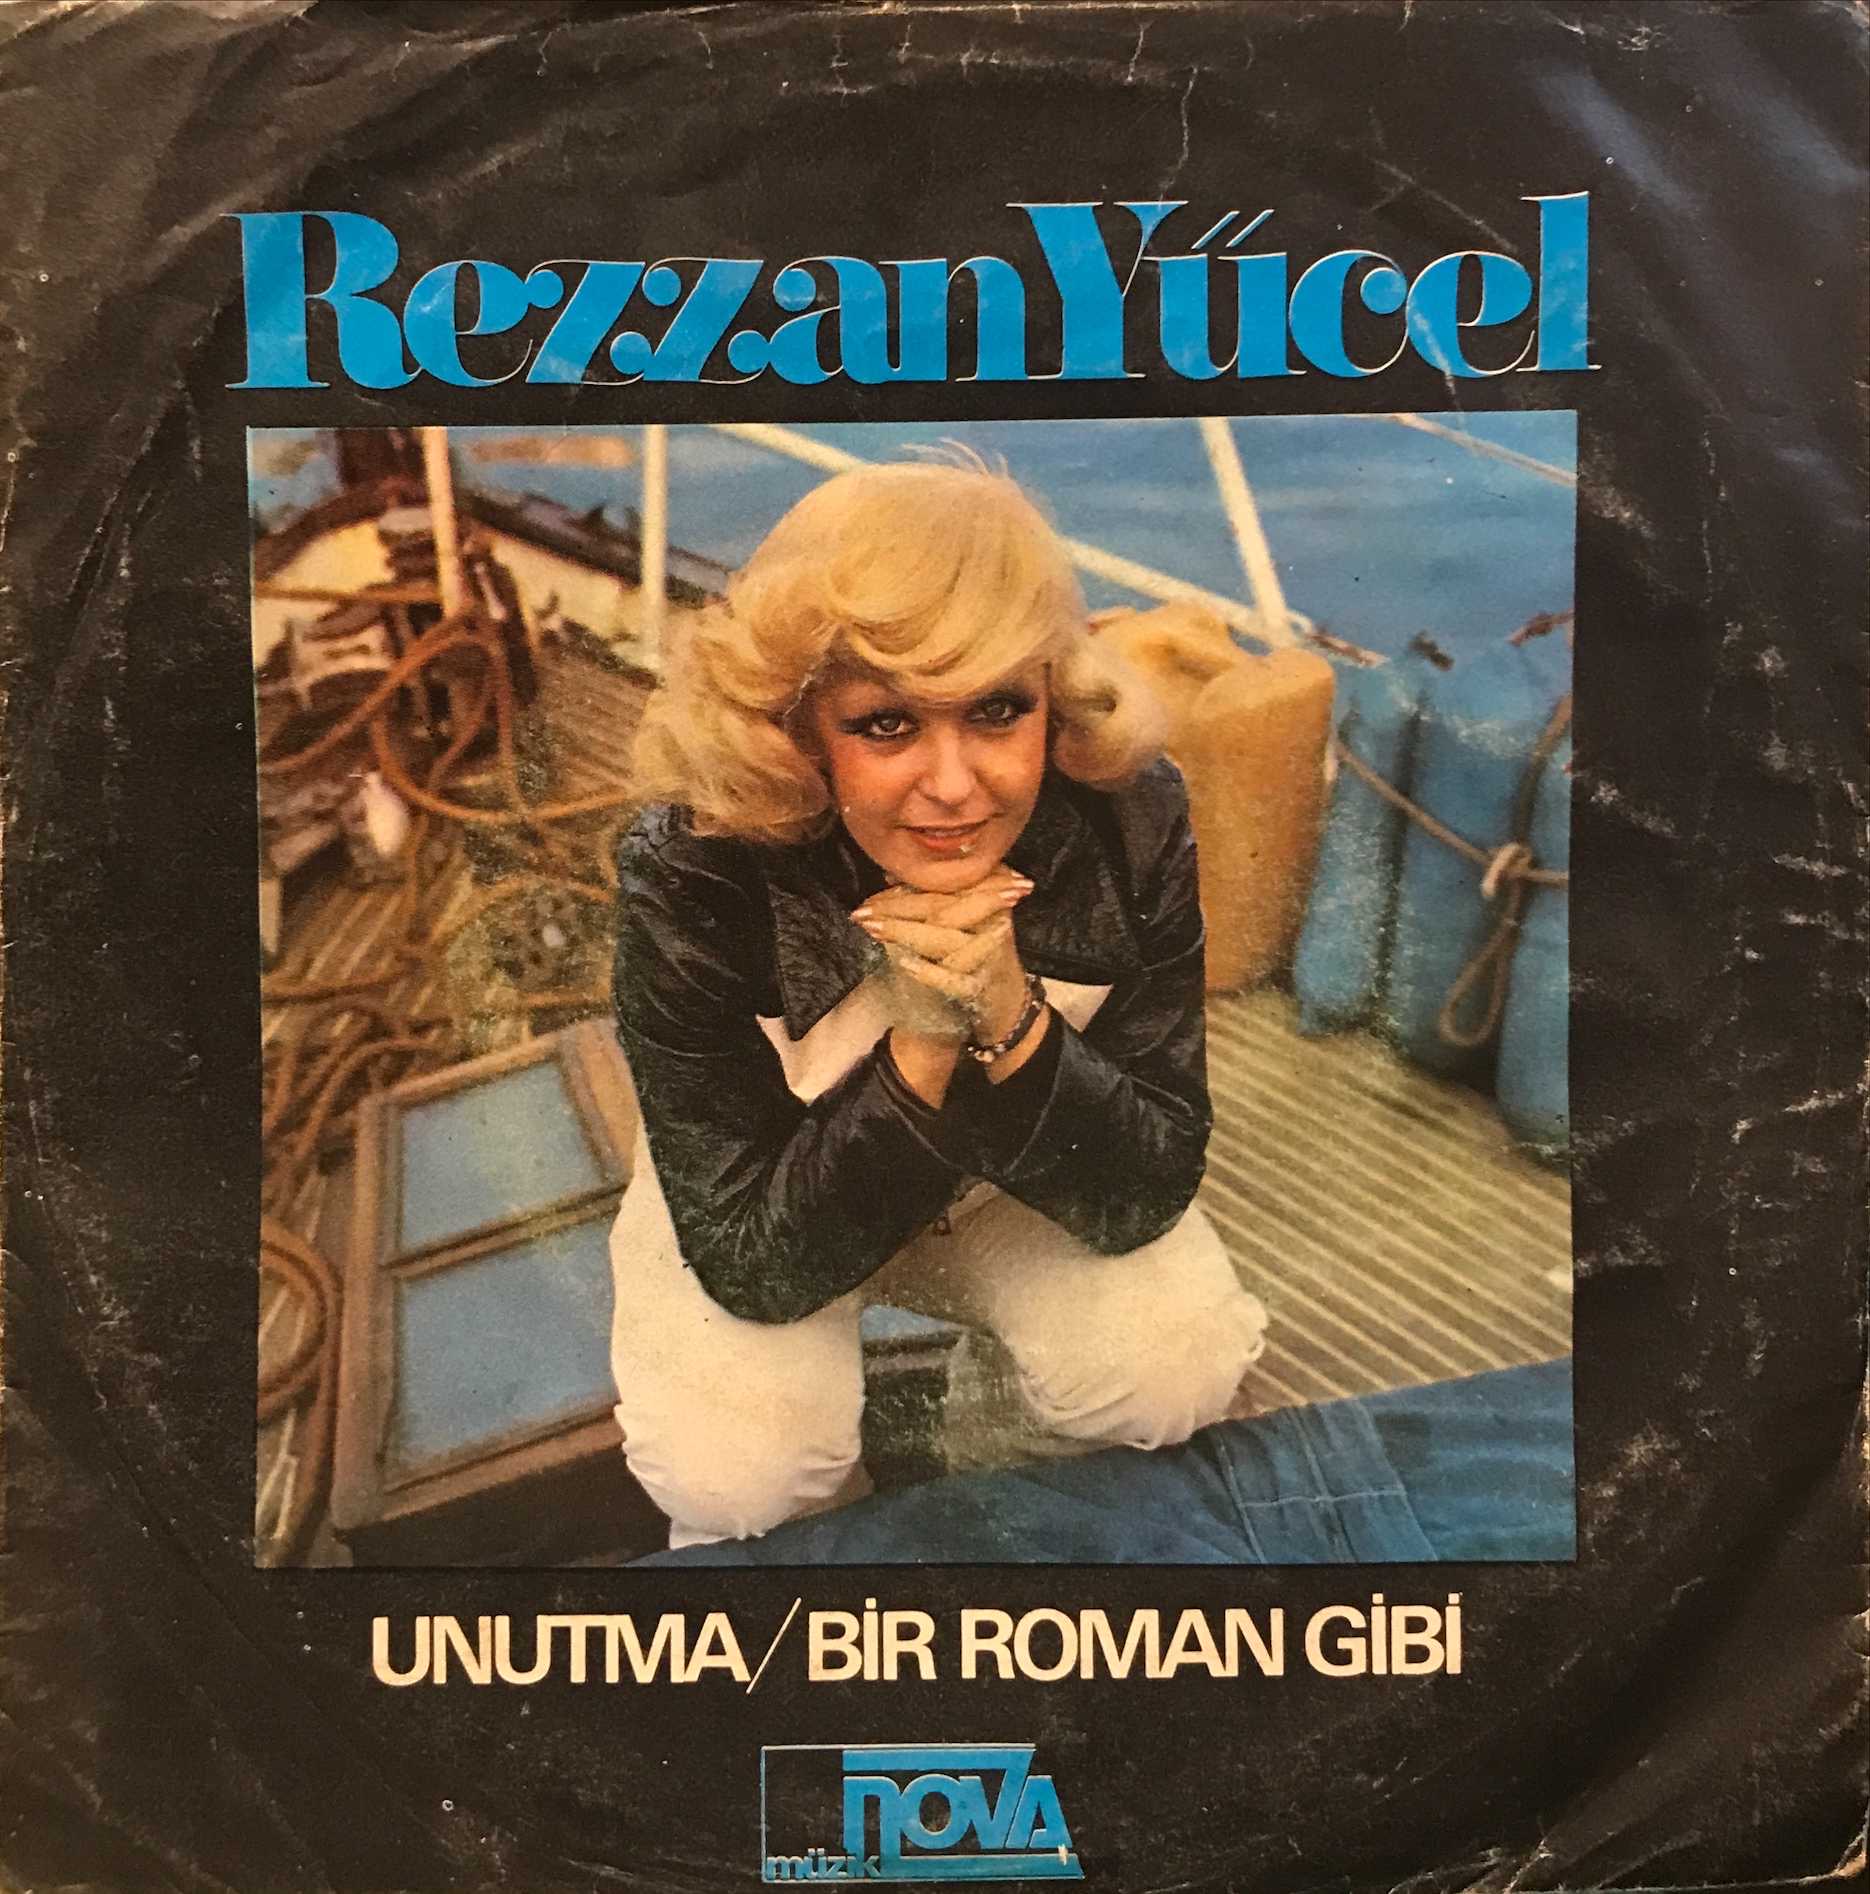 Rezzan Yücel
UNUTMA/BİR ROMAN GİBİ
NOVA
müzik